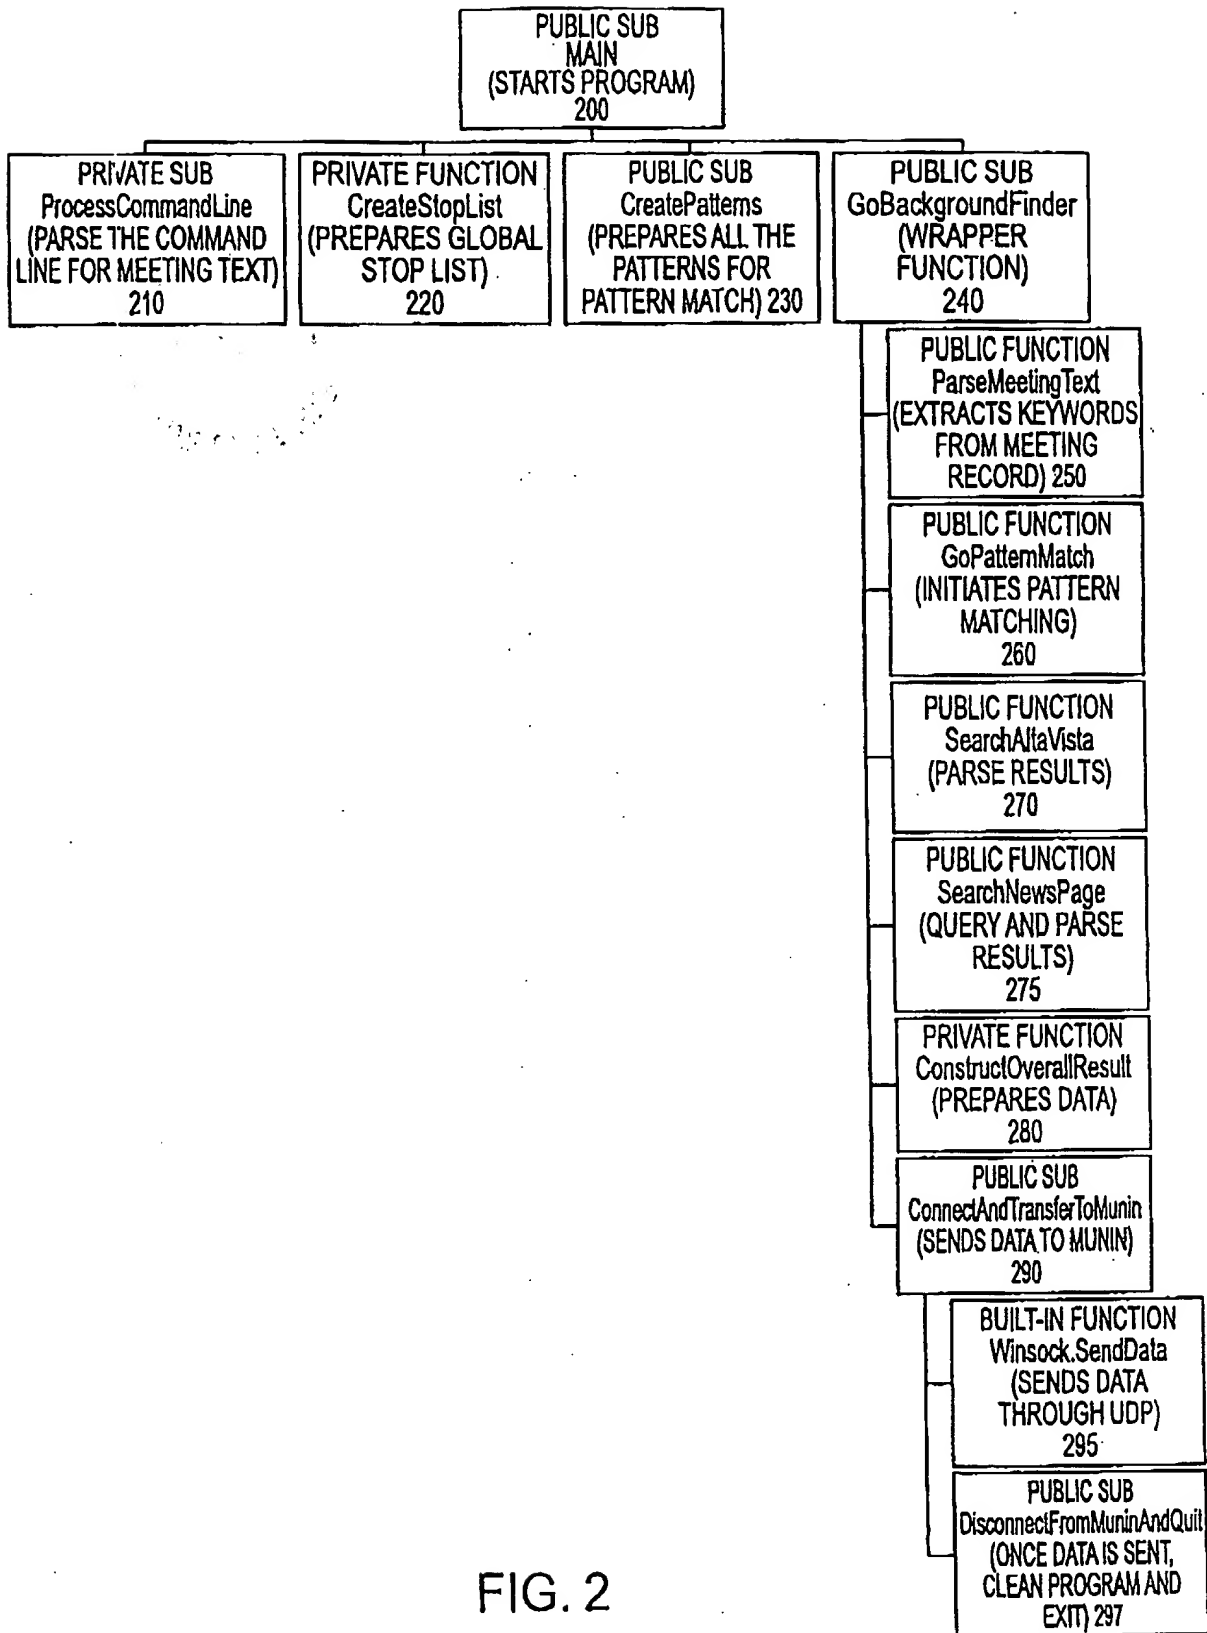 PUBLIC SUB
MAIN
(STARTS PROGRAM)
200
PRIVATE SUB
ProcessCommandLine
(PARSE THE COMMAND
LINE FOR MEETING TEXT)
210
PRIVATE FUNCTION
CreateStopList
(PREPARES GLOBAL
STOP LIST)
220
PUBLIC SUB
CreatePatterns
(PREPARES ALL THE
PATTERNS FOR
PATTERN MATCH) 230
PUBLIC SUB
GoBackgroundFinder
(WRAPPER
FUNCTION)
240
PUBLIC FUNCTION
ParseMeetingText
(EXTRACTS KEYWORDS
FROM MEETING
RECORD) 250
PUBLIC FUNCTION
GoPatternMatch
(INITIATES PATTERN
MATCHING)
260
PUBLIC FUNCTION
SearchAltaVista
(PARSE RESULTS)
270
PUBLIC FUNCTION
SearchNewsPage
(QUERY AND PARSE
RESULTS)
275
PRIVATE FUNCTION
ConstructOverallResult
(PREPARES DATA)
280
PUBLIC SUB
ConnectAndTransferToMunin
(SENDS DATA TO MUNIN)
290
BUILT-IN FUNCTION
Winsock.SendData
(SENDS DATA
THROUGH UDP)
295
PUBLIC SUB
DisconnectFromMuninAndQuit
(ONCE DATA IS SENT,
CLEAN PROGRAM AND
EXIT) 297
FIG. 2